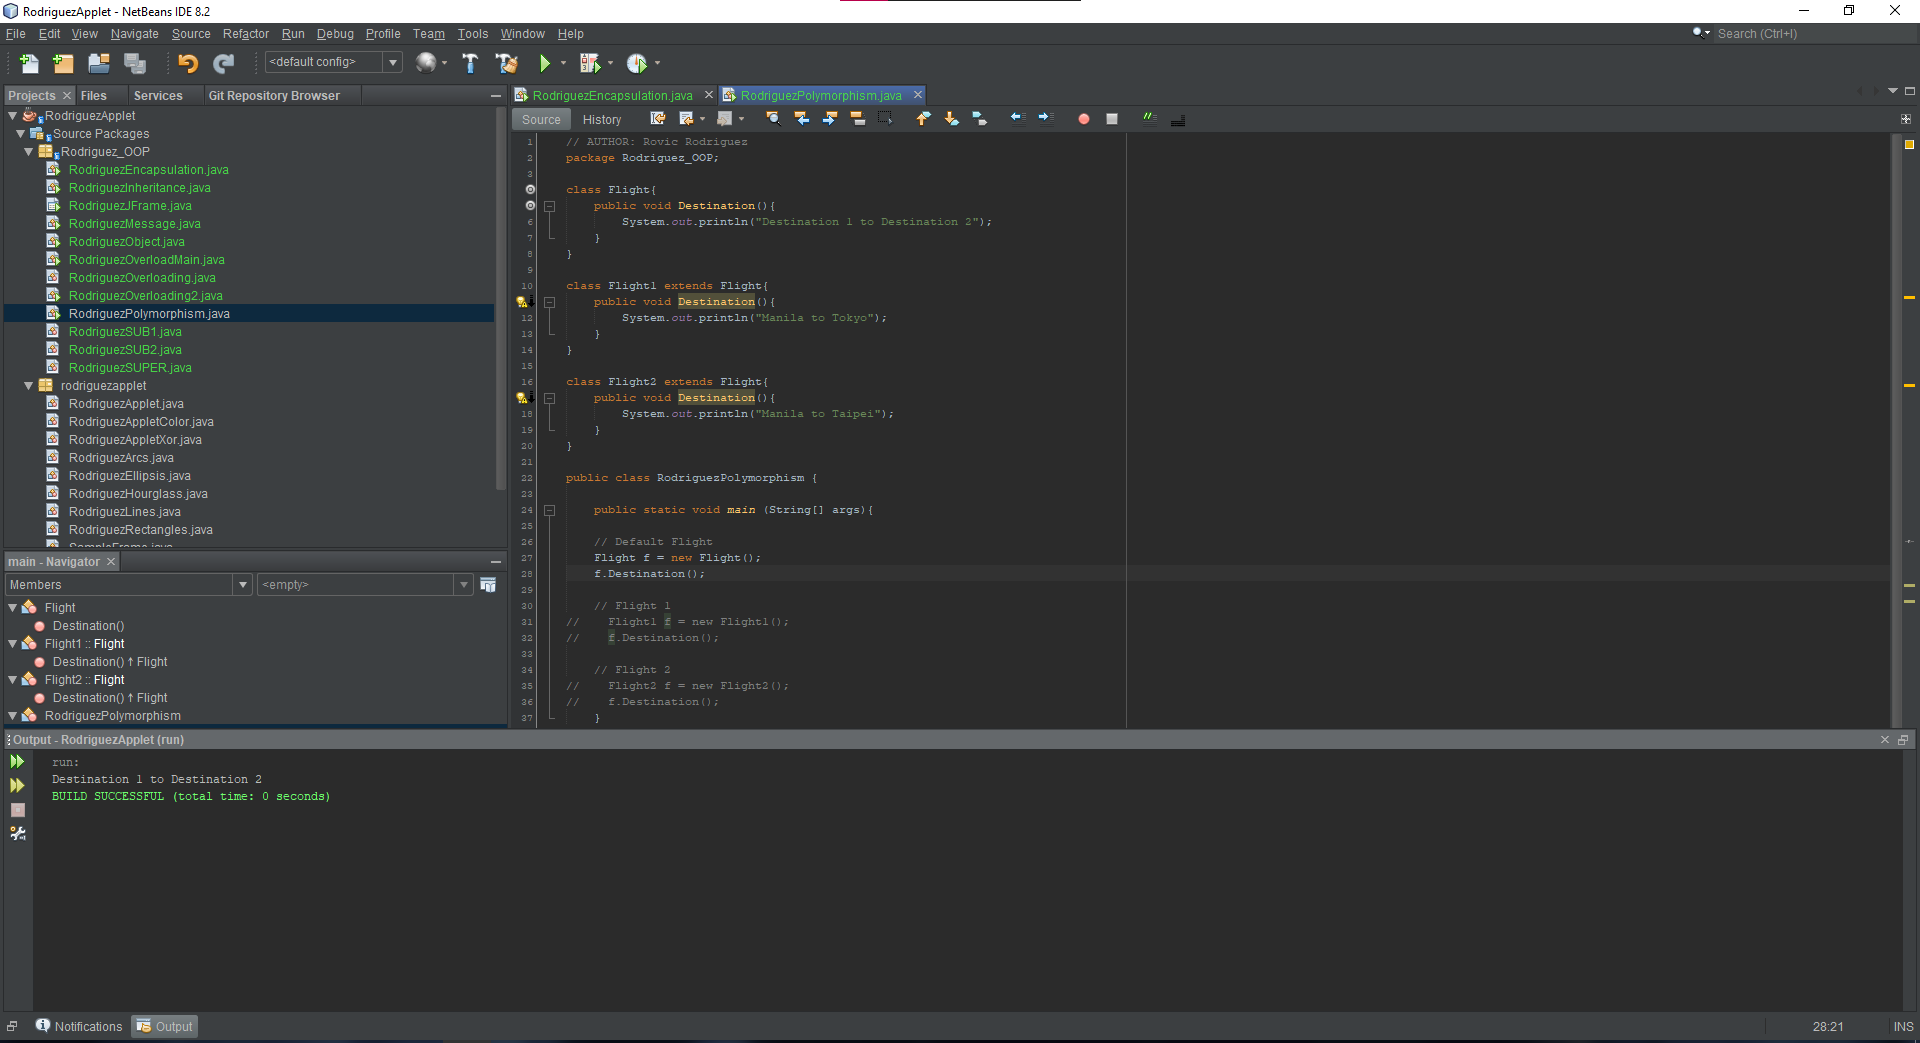 RodriguezApplet - NetBeans IDE 8.2
File Edit View Navigate Source Refactor Run Debug Profile Team Tools Window Help
Search (Ctrl+I)
<default config>
Projects Files Services Git Repository Browser
RodriguezApplet
Source Packages
Rodriguez_OOP
RodriguezEncapsulation.java
RodriguezInheritance.java
RodriguezJFrame.java
RodriguezMessage.java
RodriguezObject.java
RodriguezOverloadMain.java
RodriguezOverloading.java
RodriguezOverloading2.java
RodriguezPolymorphism.java
RodriguezSUB1.java
RodriguezSUB2.java
RodriguezSUPER.java
rodriguezapplet
RodriguezApplet.java
RodriguezAppletColor.java
RodriguezAppletXor.java
RodriguezArcs.java
RodriguezEllipsis.java
RodriguezHourglass.java
RodriguezLines.java
RodriguezRectangles.java
SampleFrame.java
main - Navigator
Members <empty>
Flight
Destination()
Flight1 :: Flight
Destination() ↑ Flight
Flight2 :: Flight
Destination() ↑ Flight
RodriguezPolymorphism
RodriguezEncapsulation.java RodriguezPolymorphism.java
Source History
1 // AUTHOR: Rovic Rodriguez
2 package Rodriguez_OOP;
3
class Flight{
public void Destination(){
6 System.out.println("Destination 1 to Destination 2");
7 }
8 }
9
10 class Flight1 extends Flight{
public void Destination(){
12 System.out.println("Manila to Tokyo");
13 }
14 }
15
16 class Flight2 extends Flight{
public void Destination(){
18 System.out.println("Manila to Taipei");
19 }
20 }
21
22 public class RodriguezPolymorphism {
23
24 public static void main (String[] args){
25
26 // Default Flight
27 Flight f = new Flight();
28 f.Destination();
29
30 // Flight 1
31 // Flight1 f = new Flight1();
32 // f.Destination();
33
34 // Flight 2
35 // Flight2 f = new Flight2();
36 // f.Destination();
37 }
Output - RodriguezApplet (run)
run:
Destination 1 to Destination 2
BUILD SUCCESSFUL (total time: 0 seconds)
Notifications Output
28:21 INS